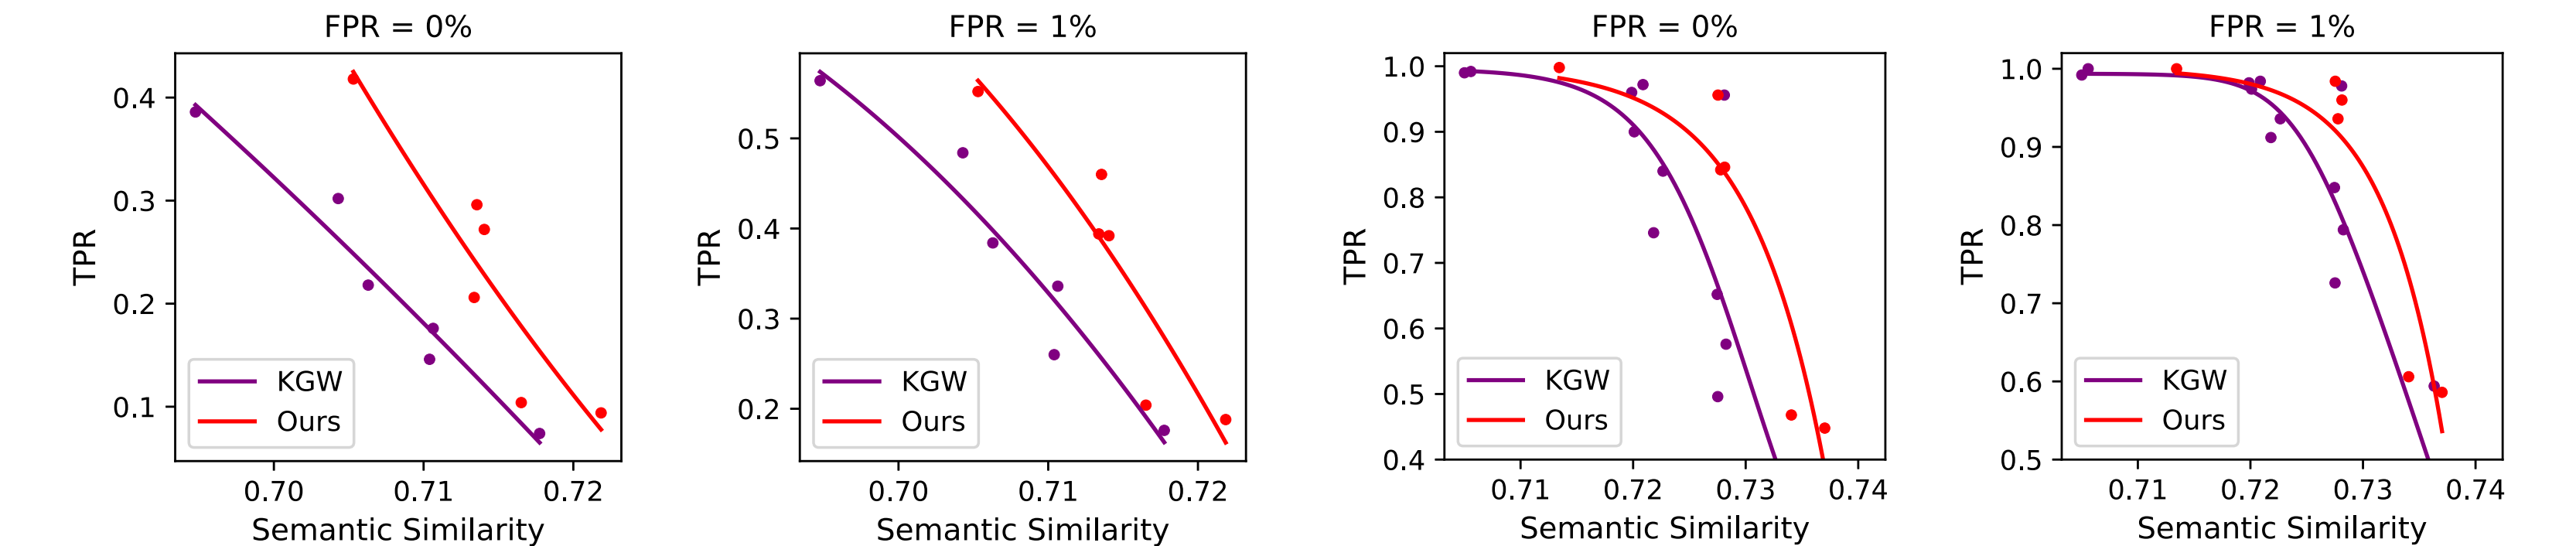 FPR = 0%
TPR
0.4
0.3
0.2
0.1
KGW
Ours
0.70 0.71 0.72
Semantic Similarity
FPR = 1%
TPR
0.5
0.4
0.3
0.2
KGW
Ours
0.70 0.71 0.72
Semantic Similarity
FPR = 0%
TPR
1.0
0.9
0.8
0.7
0.6
0.5
0.4
KGW
Ours
0.71 0.72 0.73 0.74
Semantic Similarity
FPR = 1%
TPR
1.0
0.9
0.8
0.7
0.6
0.5
KGW
Ours
0.71 0.72 0.73 0.74
Semantic Similarity